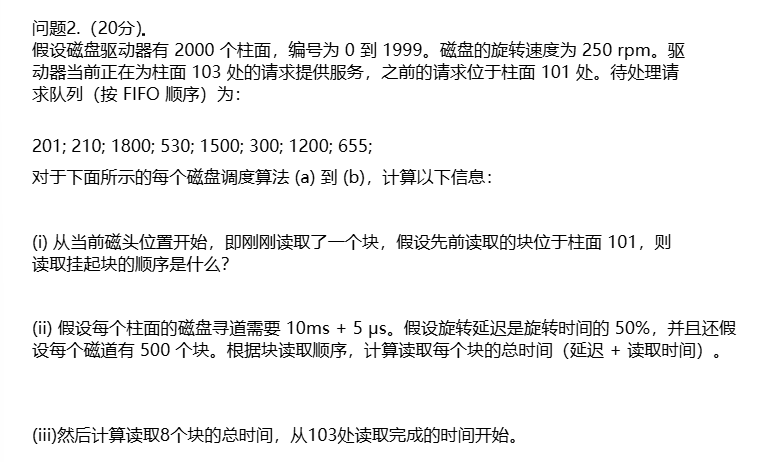 问题2.（20分)。
假设磁盘驱动器有 2000 个柱面，编号为 0 到 1999。磁盘的旋转速度为 250 rpm。驱
动器当前正在为柱面 103 处的请求提供服务，之前的请求位于柱面 101 处。待处理请
求队列（按 FIFO 顺序）为：
201; 210; 1800; 530; 1500; 300; 1200; 655;
对于下面所示的每个磁盘调度算法 (a) 到 (b)，计算以下信息：
(i) 从当前磁头位置开始，即刚刚读取了一个块，假设先前读取的块位于柱面 101，则
读取挂起块的顺序是什么？
(ii) 假设每个柱面的磁盘寻道需要 10ms + 5 µs。假设旋转延迟是旋转时间的 50%，并且还假
设每个磁道有 500 个块。根据块读取顺序，计算读取每个块的总时间（延迟 + 读取时间）。
(iii)然后计算读取8个块的总时间，从103处读取完成的时间开始。